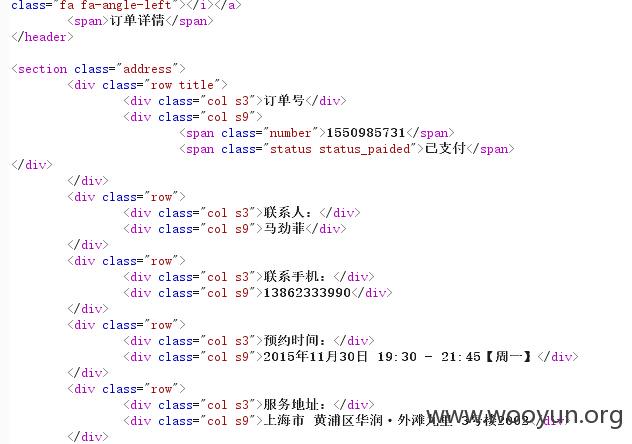 class="fa fa-angle-left"></i></a>
<span>订单详情</span>
</header>
<section class="address">
<div class="row title">
<div class="col s3">订单号</div>
<div class="col s9">
<span class="number">1550985731</span>
<span class="status status_paided">已支付</span>
</div>
</div>
<div class="row">
<div class="col s3">联系人：</div>
<div class="col s9">马劲菲</div>
</div>
<div class="row">
<div class="col s3">联系手机：</div>
<div class="col s9">13862333990</div>
</div>
<div class="row">
<div class="col s3">预约时间：</div>
<div class="col s9">2015年11月30日 19:30 - 21:45【周一】</div>
</div>
<div class="row">
<div class="col s3">服务地址：</div>
<div class="col s9">上海市 黄浦区华润·外滩九里 3号楼2002</div>
</div>
www.wooyun.org